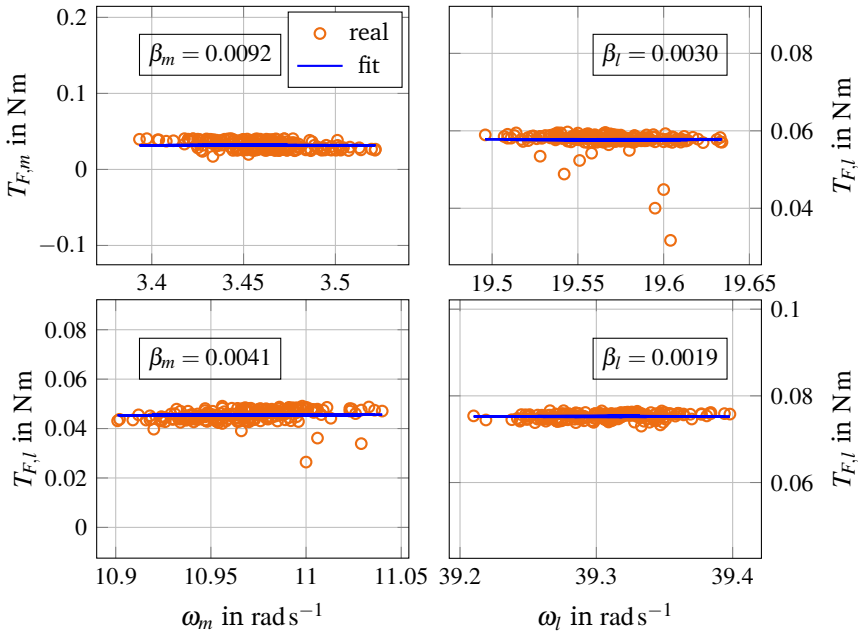 0.2
0.1
0
−0.1
T_{F,m} in N m
β_m = 0.0092
real
fit
3.4
3.45
3.5
β_l = 0.0030
0.08
0.06
0.04
T_{F,l} in N m
19.5
19.55
19.6
19.65
0.08
0.06
0.04
0.02
0
T_{F,l} in N m
β_m = 0.0041
10.9
10.95
11
11.05
ω_m in rad s⁻¹
β_l = 0.0019
0.1
0.08
0.06
T_{F,l} in N m
39.2
39.3
39.4
ω_l in rad s⁻¹